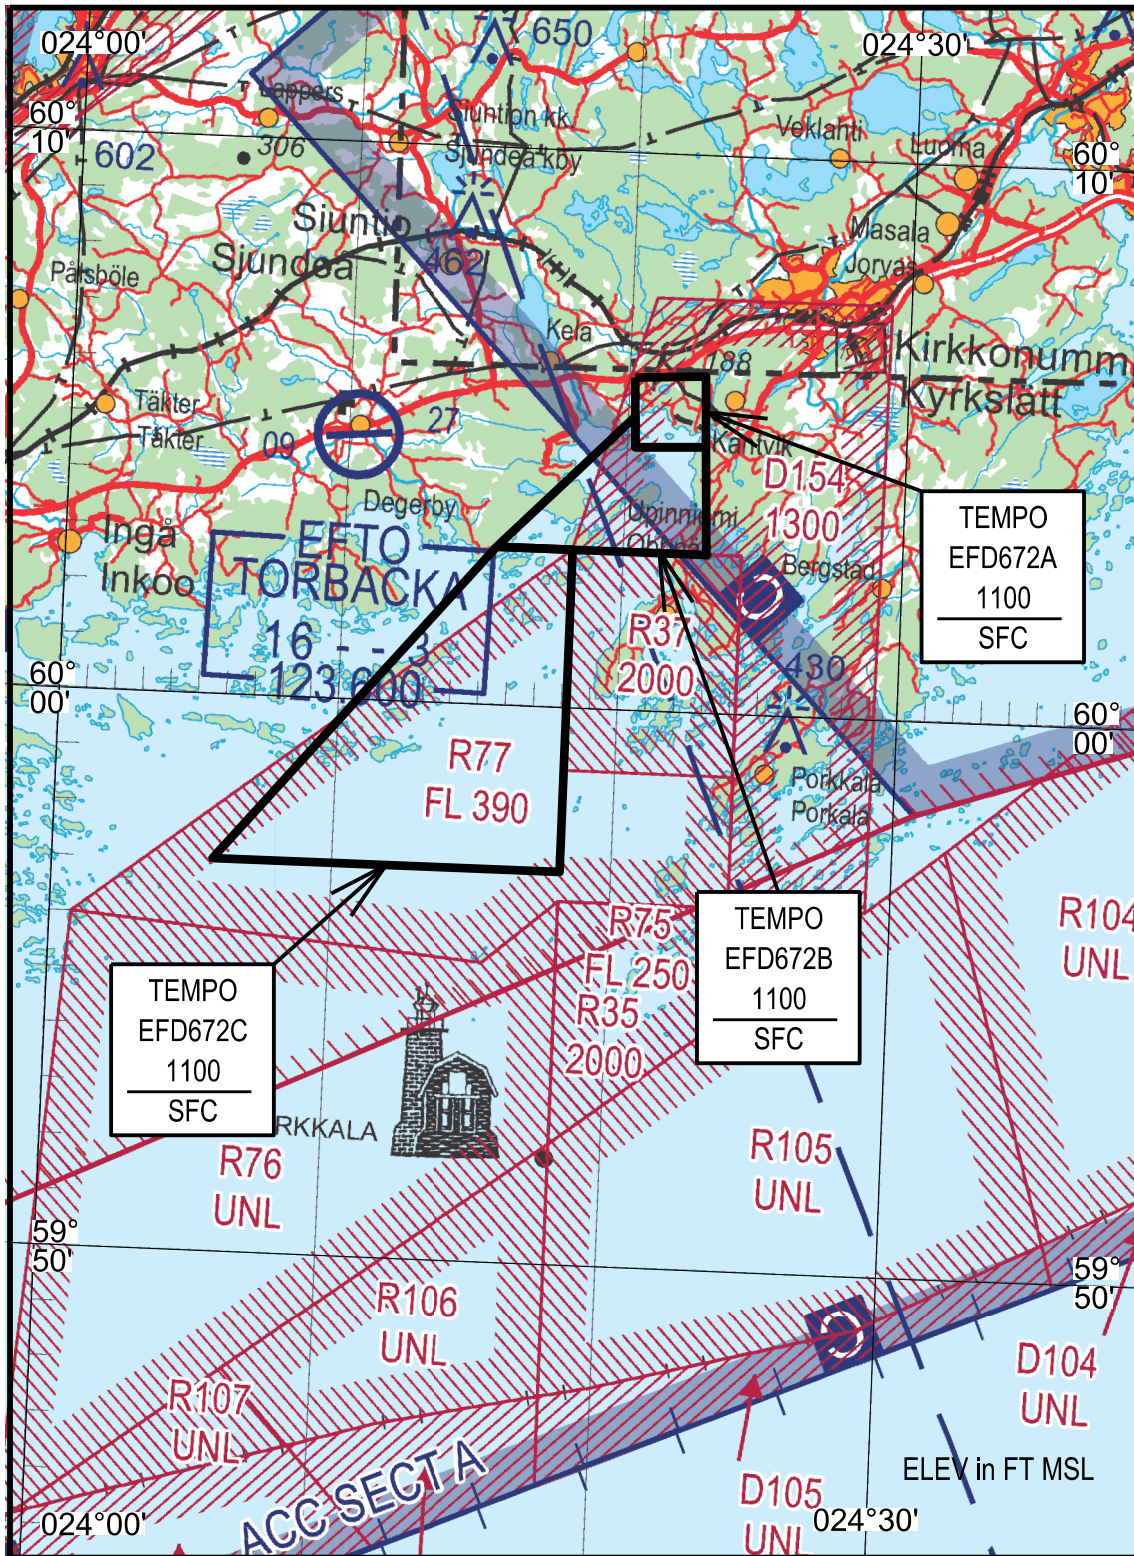 024°00'
650
024°30'
Lappers
60°
10'
602
306
Siuntion kk
Sjundeå kby
Veklahti
Luoma
60°
10'
Siuntio
Sjundeå
462
Masala
Jorvas
Pålsböle
Kela
188
Kirkkonumm
Kyrkslätt
Täkter
Täkter
09
27
Kantvik
D154
1300
Degerby
Upinniemi
Ingå
Inkoo
EFTO
TORBACKA
16 - - 3
123.600
Bergstad
TEMPO
EFD672A
1100
SFC
R37
2000
430
60°
00'
60°
00'
R77
FL 390
Porkkala
Porkala
R75
FL 250
R35
2000
TEMPO
EFD672B
1100
SFC
R104
UNL
TEMPO
EFD672C
1100
SFC
RKKALA
R76
UNL
R105
UNL
59°
50'
59°
50'
R106
UNL
D104
UNL
R107
UNL
ACC SECT A
ELEV in FT MSL
D105
UNL
024°00'
024°30'